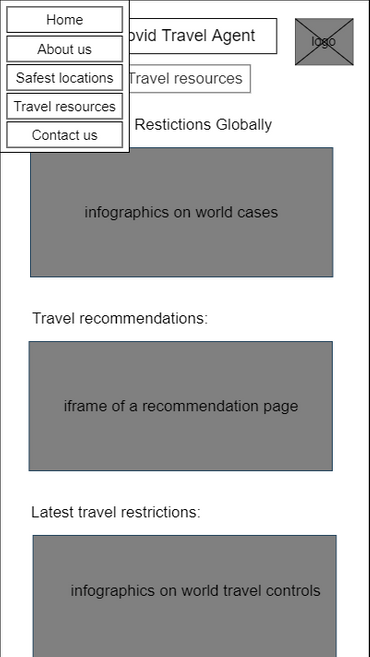 Home
About us
Safest locations
Travel resources
Contact us
ovid Travel Agent
logo
Travel resources
Restictions Globally
infographics on world cases
Travel recommendations:
iframe of a recommendation page
Latest travel restrictions:
infographics on world travel controls